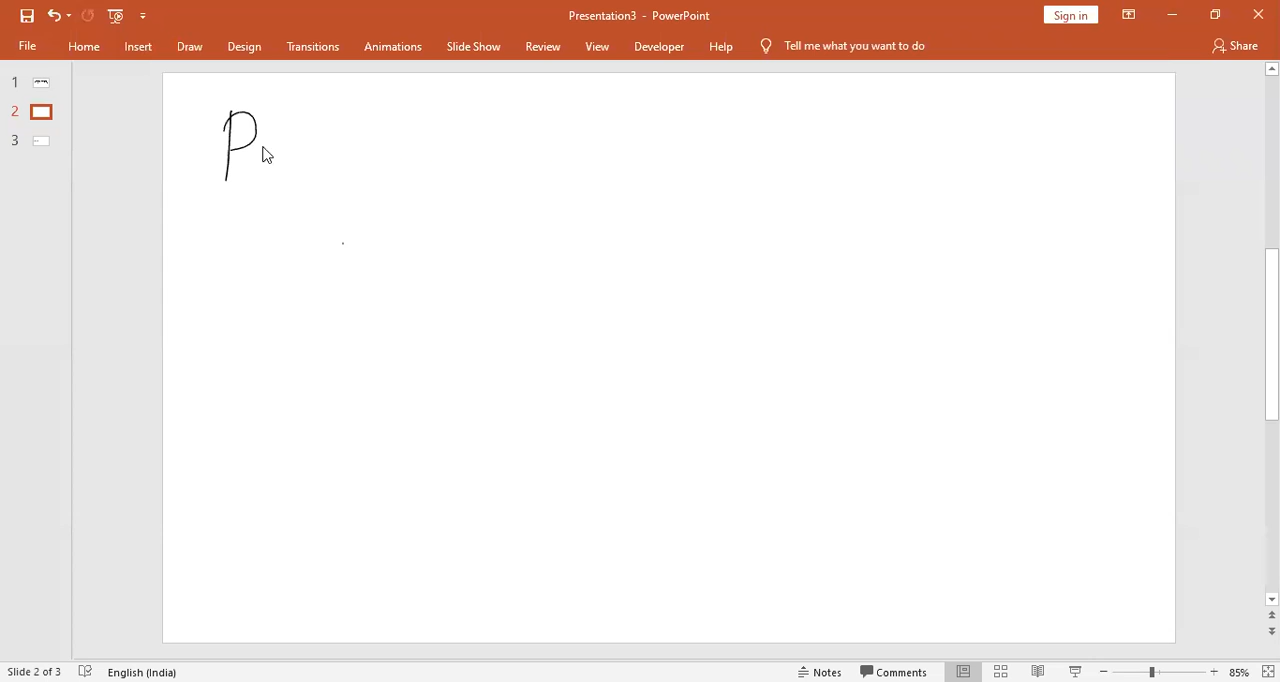 Presentation3 - PowerPoint
Sign in
File Home Insert Draw Design Transitions Animations Slide Show Review View Developer Help Tell me what you want to do Share
1
2
3
P
Slide 2 of 3 English (India) Notes Comments 85%